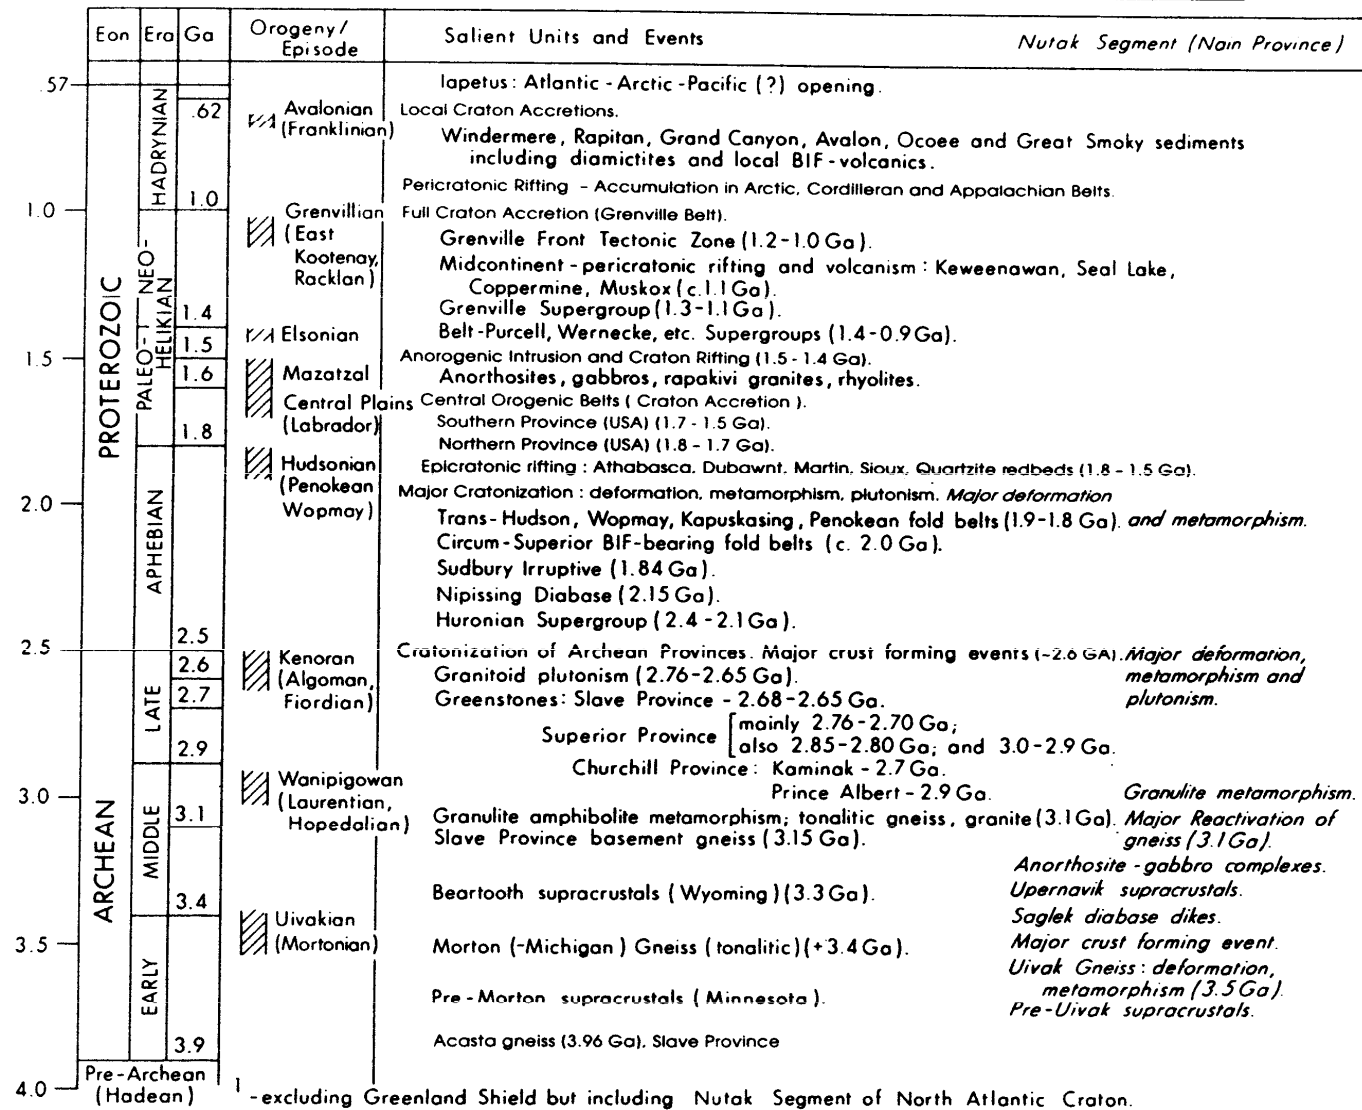 Eon Era Ga Orogeny/ Episode Salient Units and Events Nutak Segment (Nain Province)
.57 Iapetus: Atlantic-Arctic-Pacific (?) opening.
HADRYNIAN
.62 Avalonian Local Craton Accretions.
(Franklinian)
Windermere, Rapitan, Grand Canyon, Avalon, Ocoee and Great Smoky sediments
including diamictites and local BIF-volcanics.
Pericratonic Rifting - Accumulation in Arctic, Cordilleran and Appalachian Belts.
1.0 1.0
Grenvillian Full Craton Accretion (Grenville Belt).
(East Grenville Front Tectonic Zone (1.2-1.0 Ga).
Kootenay, Midcontinent-pericratonic rifting and volcanism: Keweenawan, Seal Lake,
Racklan) Coppermine, Muskox (c.1.1 Ga).
PROTEROZOIC
PALEO- NEO-
HELIKIAN
1.4 Grenville Supergroup (1.3-1.1 Ga).
Elsonian Belt-Purcell, Wernecke, etc. Supergroups (1.4-0.9 Ga).
1.5 1.5 Anorogenic Intrusion and Craton Rifting (1.5-1.4 Ga).
1.6 Mazatzal Anorthosites, gabbros, rapakivi granites, rhyolites.
Central Plains Central Orogenic Belts (Craton Accretion).
(Labrador) Southern Province (USA) (1.7-1.5 Ga).
1.8 Northern Province (USA) (1.8-1.7 Ga).
Hudsonian Epicratonic rifting: Athabasca, Dubawnt, Martin, Sioux, Quartzite redbeds (1.8-1.5 Ga).
(Penokean Major Cratonization: deformation, metamorphism, plutonism. Major deformation
2.0 Wopmay) Trans-Hudson, Wopmay, Kapuskasing, Penokean fold belts (1.9-1.8 Ga). and metamorphism.
APHEBIAN
Circum-Superior BIF-bearing fold belts (c. 2.0 Ga).
Sudbury Irruptive (1.84 Ga).
Nipissing Diabase (2.15 Ga).
Huronian Supergroup (2.4-2.1 Ga).
2.5 2.5
Kenoran Cratonization of Archean Provinces. Major crust forming events (~2.6 GA). Major deformation,
2.6 (Algoman, Granitoid plutonism (2.76-2.65 Ga). metamorphism and
2.7 Fiordian) Greenstones: Slave Province - 2.68-2.65 Ga. plutonism.
LATE
Superior Province [mainly 2.76-2.70 Ga;
2.9 also 2.85-2.80 Ga; and 3.0-2.9 Ga.
Churchill Province: Kaminak - 2.7 Ga.
Wanipigowan
3.0 (Laurentian, Prince Albert - 2.9 Ga. Granulite metamorphism.
3.1 Hopedalian) Granulite amphibolite metamorphism; tonalitic gneiss, granite (3.1 Ga). Major Reactivation of
Slave Province basement gneiss (3.15 Ga). gneiss (3.1 Ga).
ARCHEAN
MIDDLE
Anorthosite-gabbro complexes.
3.4 Beartooth supracrustals (Wyoming) (3.3 Ga). Upernavik supracrustals.
Uivakian Saglek diabase dikes.
3.5 (Mortonian) Morton (-Michigan) Gneiss (tonalitic) (+3.4 Ga). Major crust forming event.
Uivak Gneiss: deformation,
EARLY
Pre-Morton supracrustals (Minnesota). metamorphism (3.5 Ga).
Pre-Uivak supracrustals.
3.9 Acasta gneiss (3.96 Ga), Slave Province
Pre-Archean
4.0 (Hadean) 1 -excluding Greenland Shield but including Nutak Segment of North Atlantic Craton.